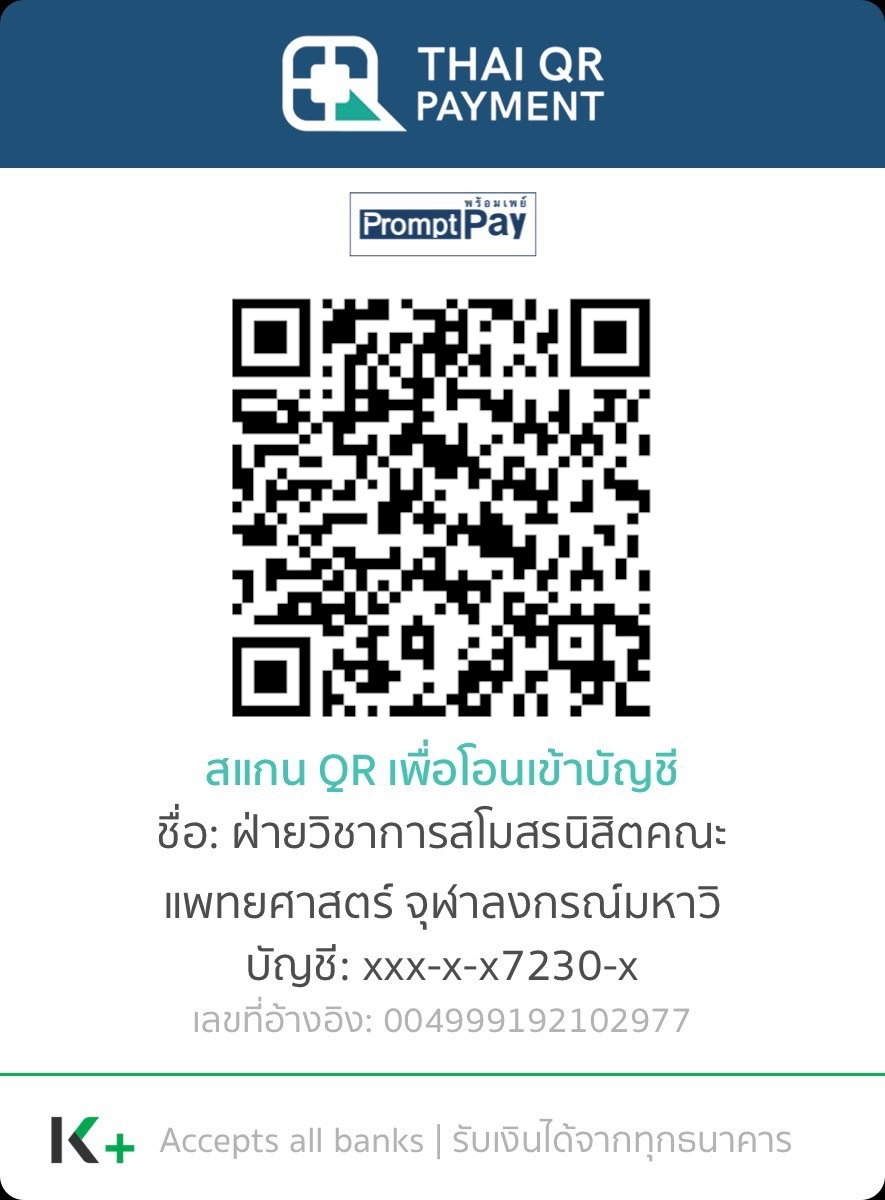 THAI QR
PAYMENT
พร้อมเพย์
PromptPay
สแกน QR เพื่อโอนเข้าบัญชี
ชื่อ: ฝ่ายวิชาการสโมสรนิสิตคณะ
แพทยศาสตร์ จุฬาลงกรณ์มหาวิ
บัญชี: xxx-x-x7230-x
เลขที่อ้างอิง: 004999192102977
K+ Accepts all banks | รับเงินได้จากทุกธนาคาร